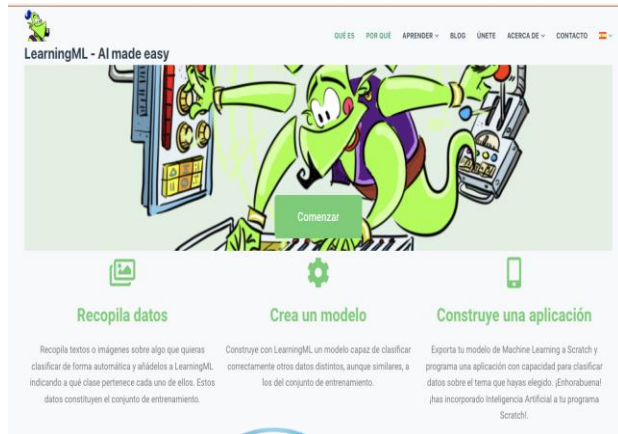 QUÉ ES POR QUÉ APRENDER BLOG ÚNETE ACERCA DE CONTACTO
LearningML - AI made easy
Comenzar
Recopila datos
Recopila textos o imágenes sobre algo que quieras
clasificar de forma automática y añádelos a LearningML
indicando a qué clase pertenece cada uno de ellos. Estos
datos constituyen el conjunto de entrenamiento.
Crea un modelo
Construye con LearningML un modelo capaz de clasificar
correctamente otros datos distintos, aunque similares, a
los del conjunto de entrenamiento.
Construye una aplicación
Exporta tu modelo de Machine Learning a Scratch y
programa una aplicación con capacidad para clasificar
datos sobre el tema que hayas elegido. ¡Enhorabuena!
¡has incorporado Inteligencia Artificial a tu programa
Scratch!.